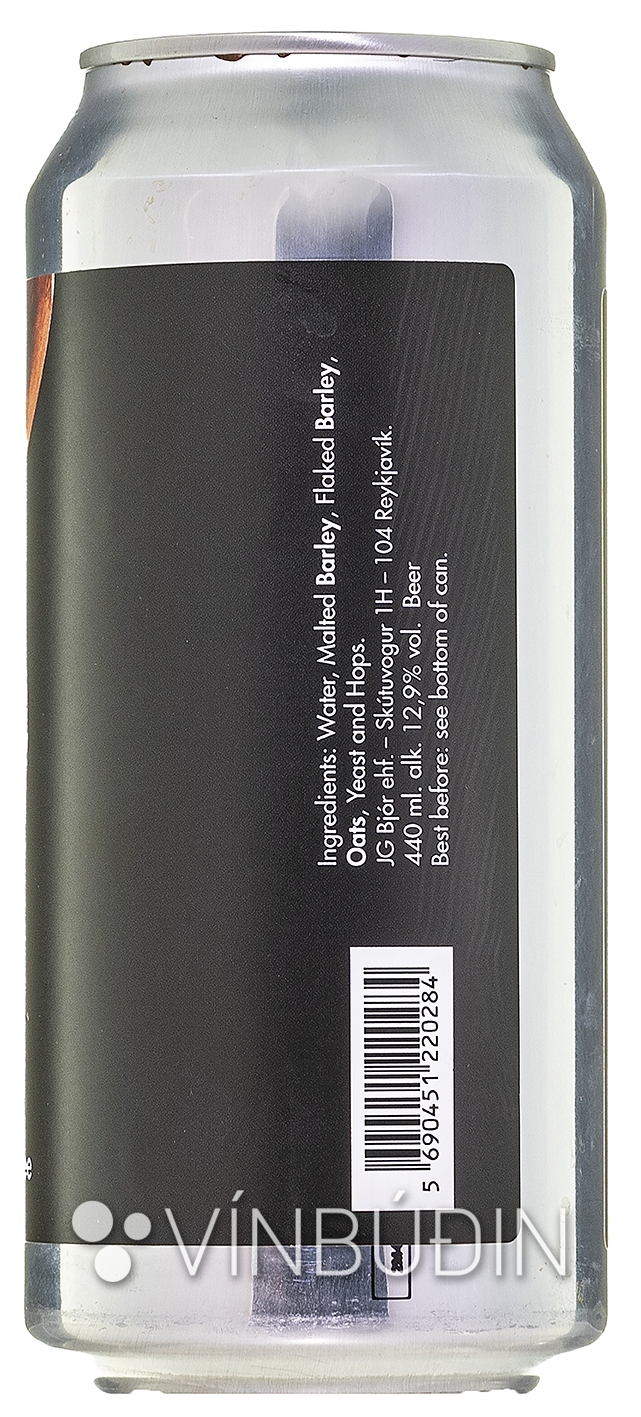 Ingredients: Water, Malted Barley, Flaked Barley,
Oats, Yeast and Hops.
JG Bjór ehf. – Skútuvogur 1H – 104 Reykjavík.
440 ml. alk. 12,9% vol. Beer
Best before: see bottom of can.
5 690451 220284
VÍNBÚÐIN